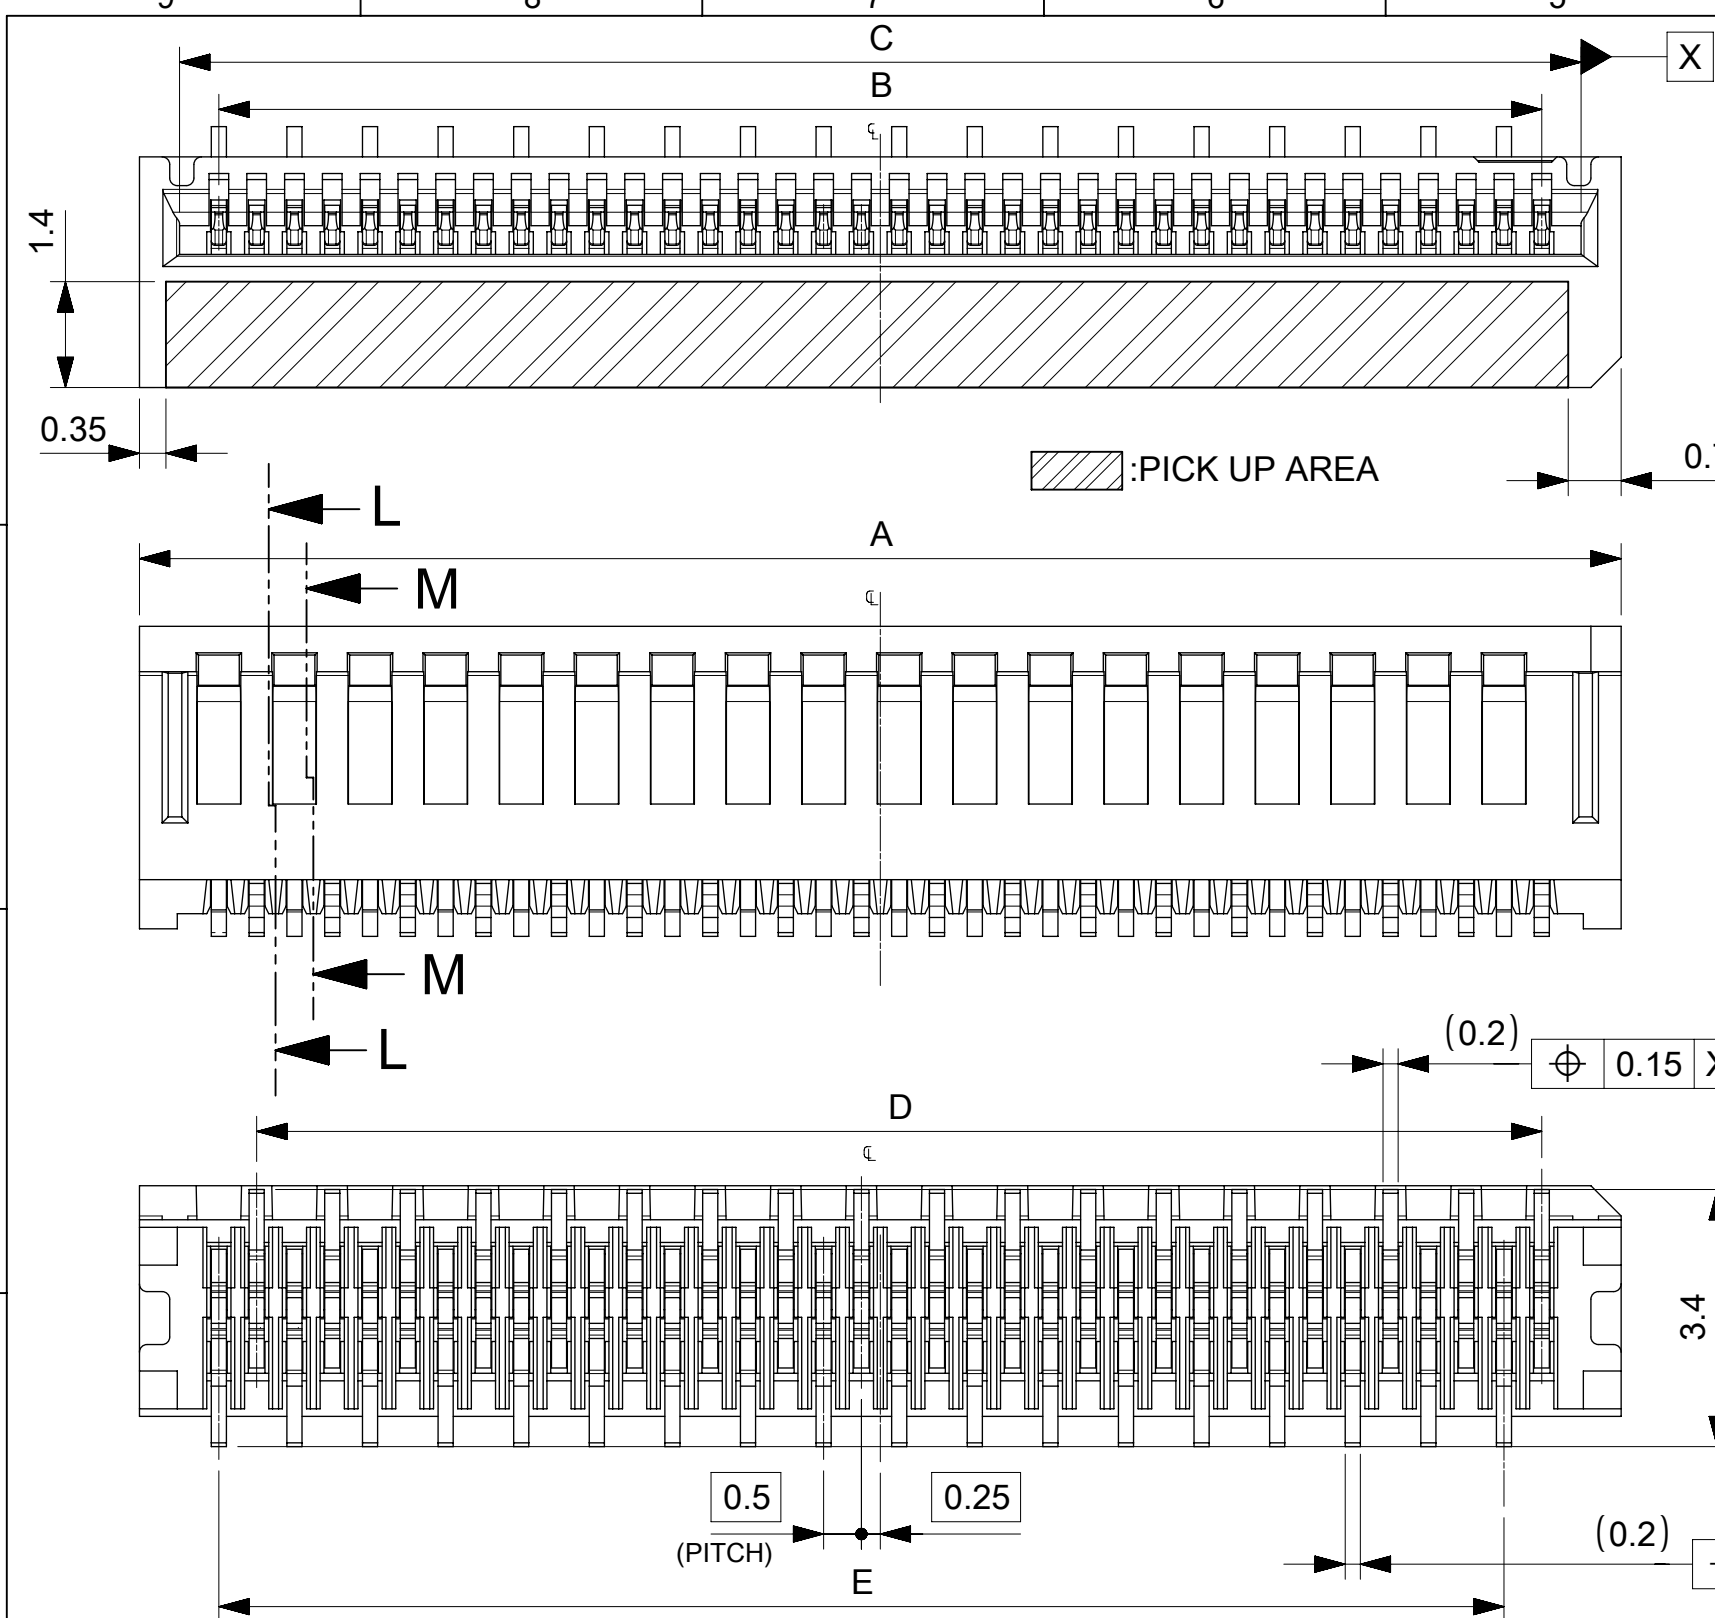 C
X
B
℄
1.4
0.35
:PICK UP AREA
L
A
M
℄
M
L
(0.2)
⌖ 0.15
D
℄
3.4
0.5
0.25
(PITCH)
(0.2)
E